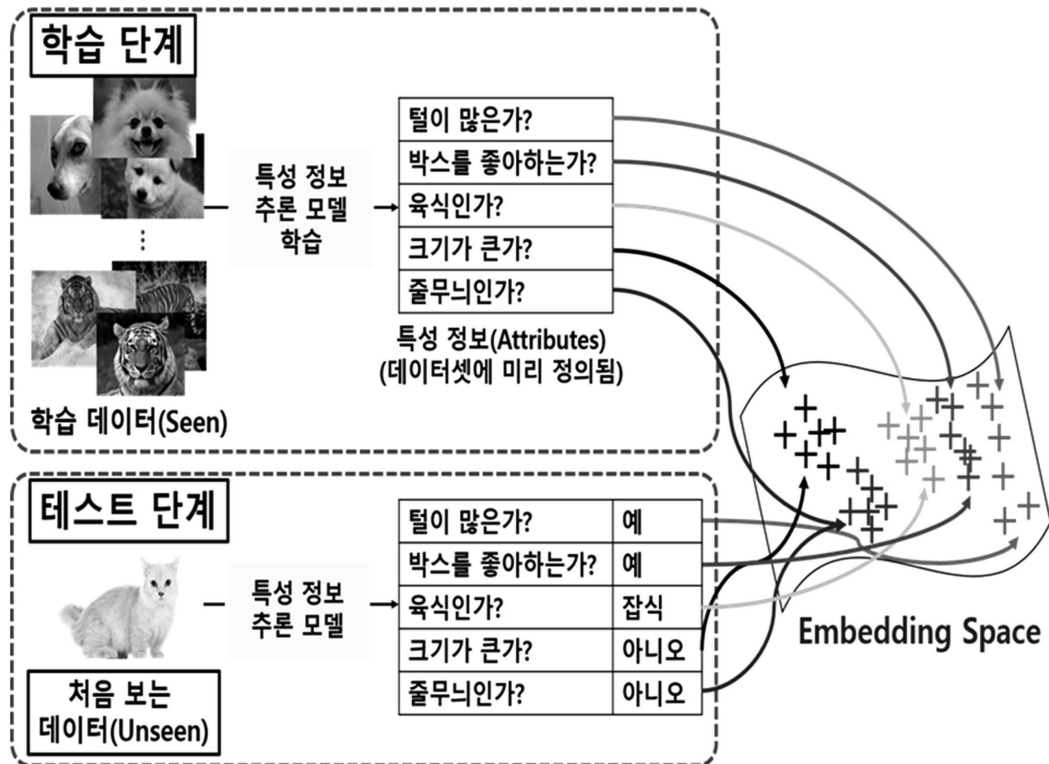 학습 단계
특성 정보
추론 모델
학습
털이 많은가?
박스를 좋아하는가?
육식인가?
크기가 큰가?
줄무늬인가?
특성 정보(Attributes)
(데이터셋에 미리 정의됨)
학습 데이터(Seen)
테스트 단계
특성 정보
추론 모델
털이 많은가? 예
박스를 좋아하는가? 예
육식인가? 잡식
크기가 큰가? 아니오
줄무늬인가? 아니오
처음 보는
데이터(Unseen)
Embedding Space